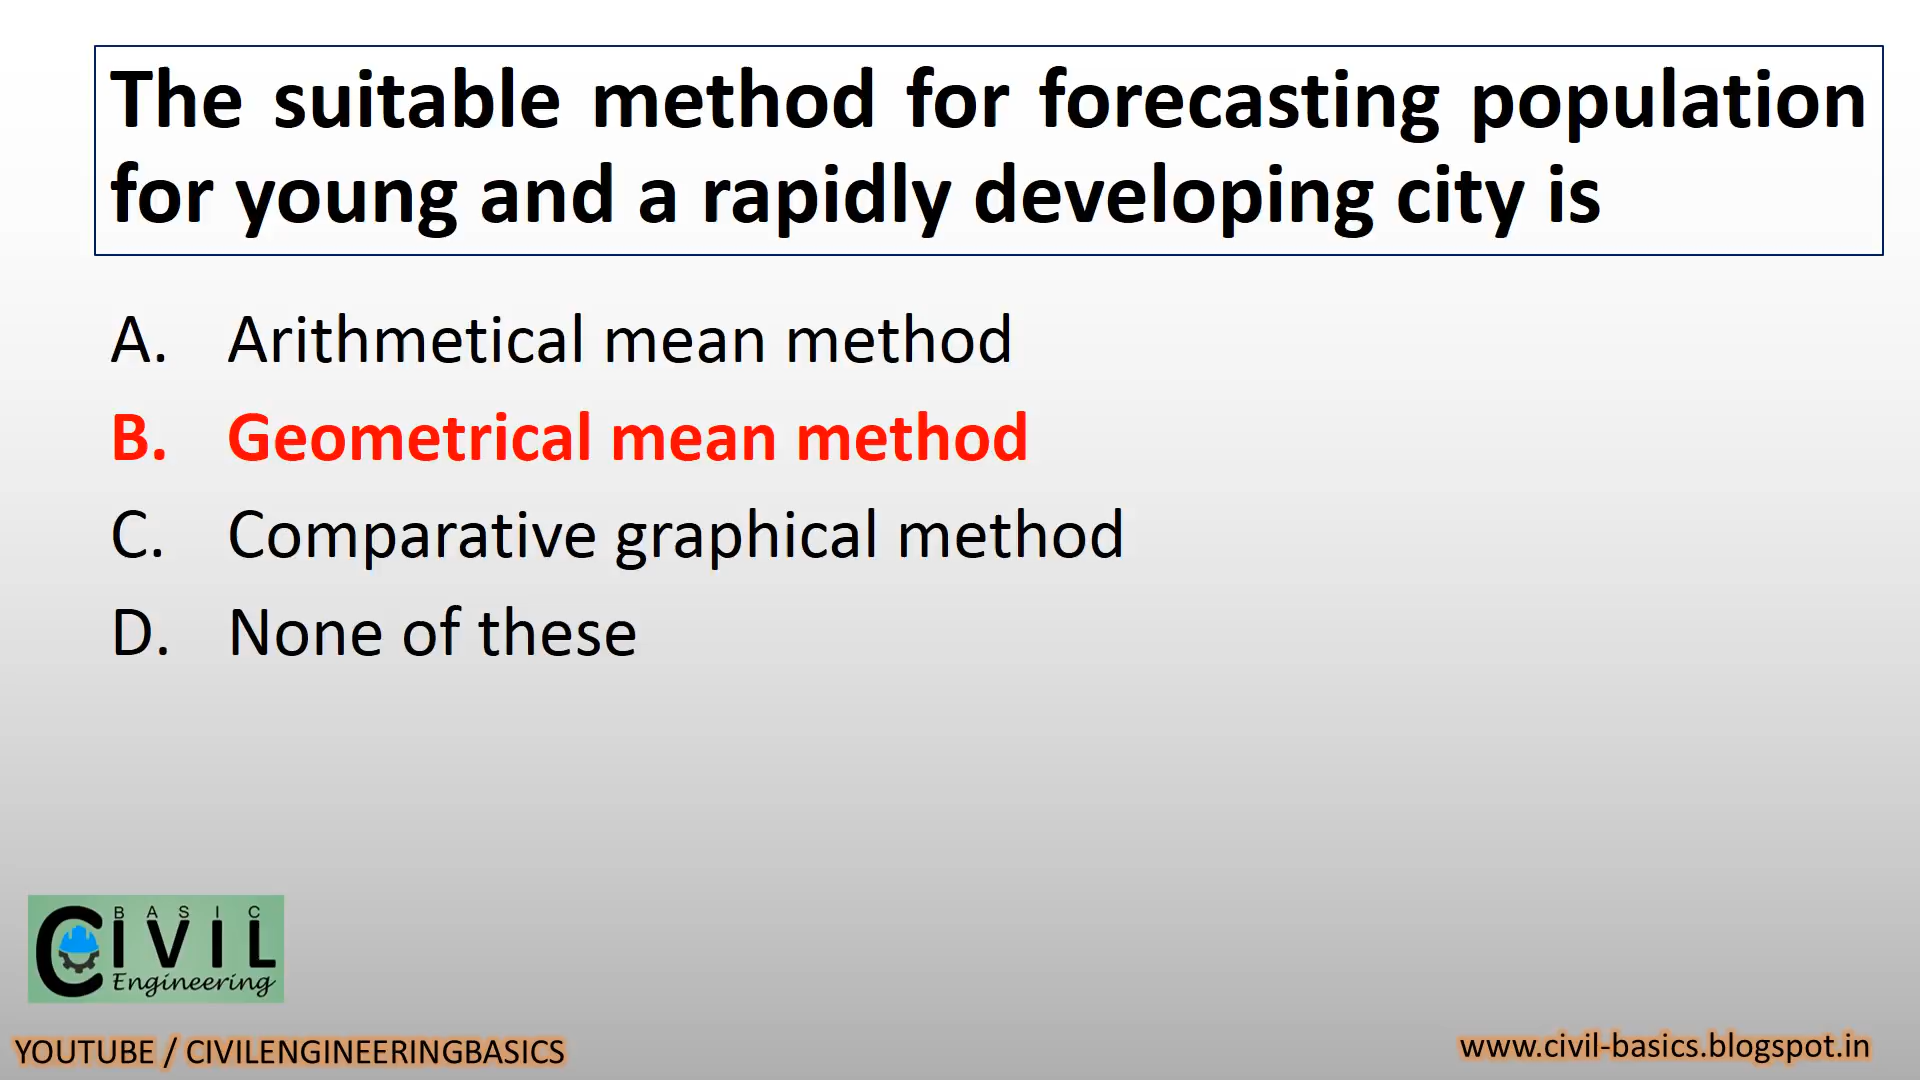 The suitable method for forecasting population
for young and a rapidly developing city is
A. Arithmetical mean method
B. Geometrical mean method
C. Comparative graphical method
D. None of these
BASIC
CIVIL
Engineering
YOUTUBE / CIVILENGINEERINGBASICS
www.civil-basics.blogspot.in